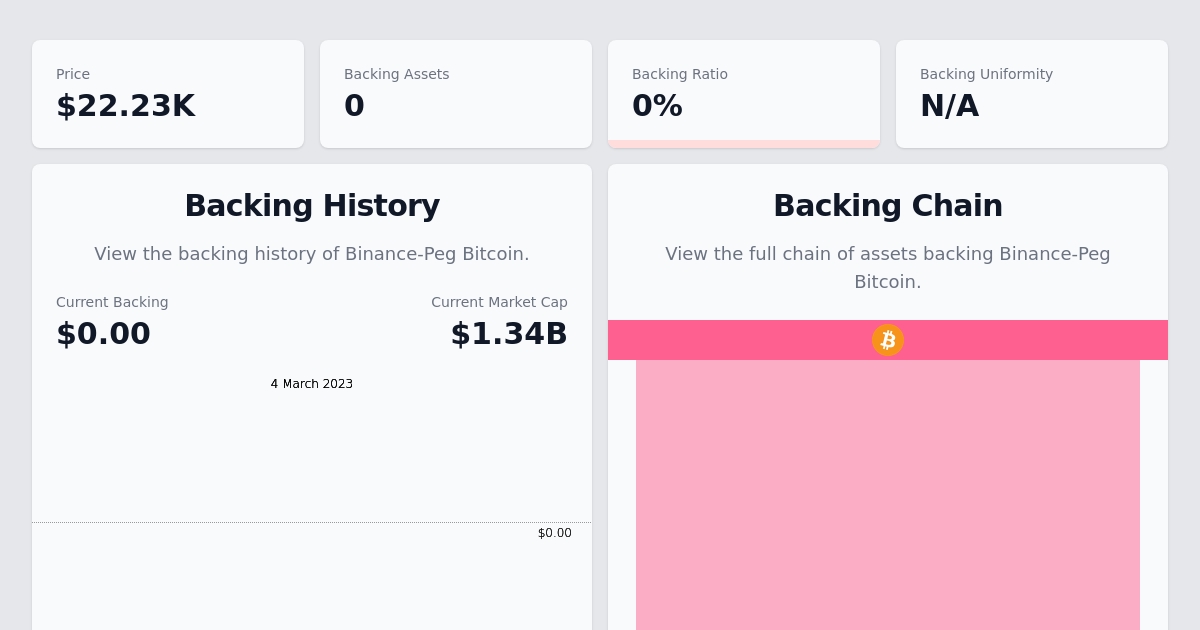 Price
$22.23K
Backing Assets
0
Backing Ratio
0%
Backing Uniformity
N/A
Backing History
View the backing history of Binance-Peg Bitcoin.
Current Backing
$0.00
Current Market Cap
$1.34B
4 March 2023
$0.00
Backing Chain
View the full chain of assets backing Binance-Peg
Bitcoin.